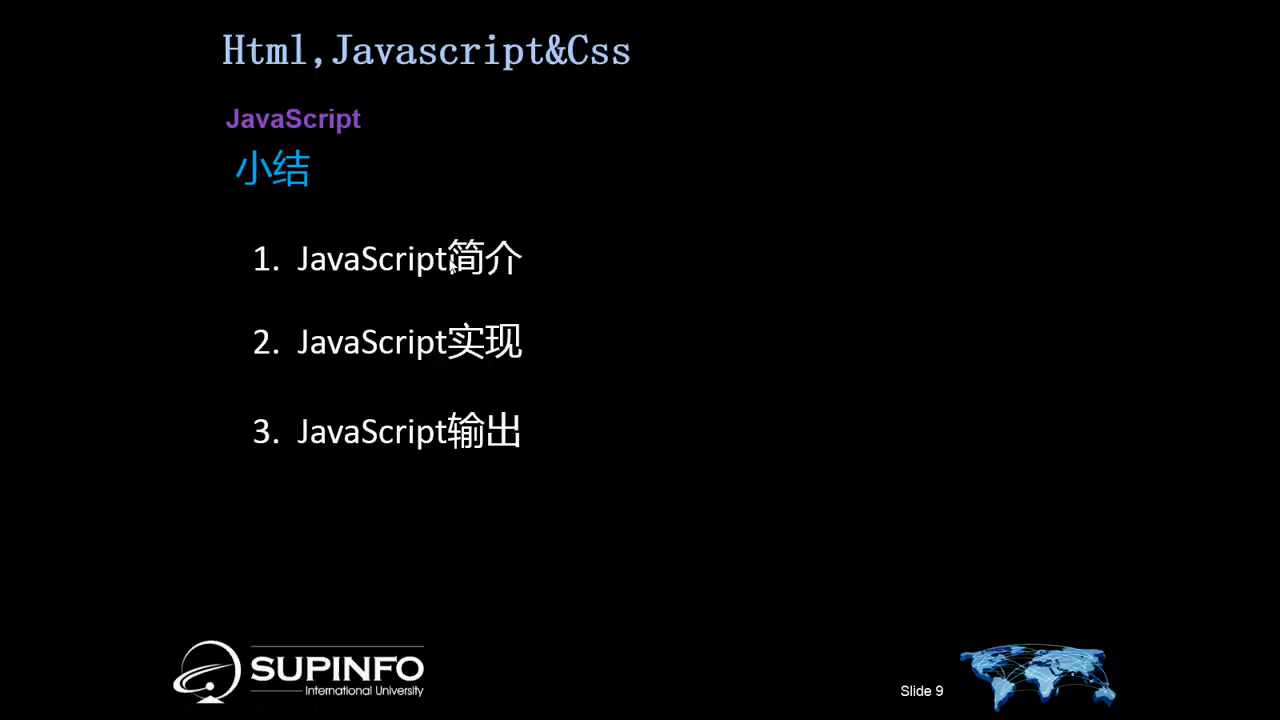 Html,Javascript&Css
JavaScript
小结
1. JavaScript简介
2. JavaScript实现
3. JavaScript输出
SUPINFO
International University
Slide 9